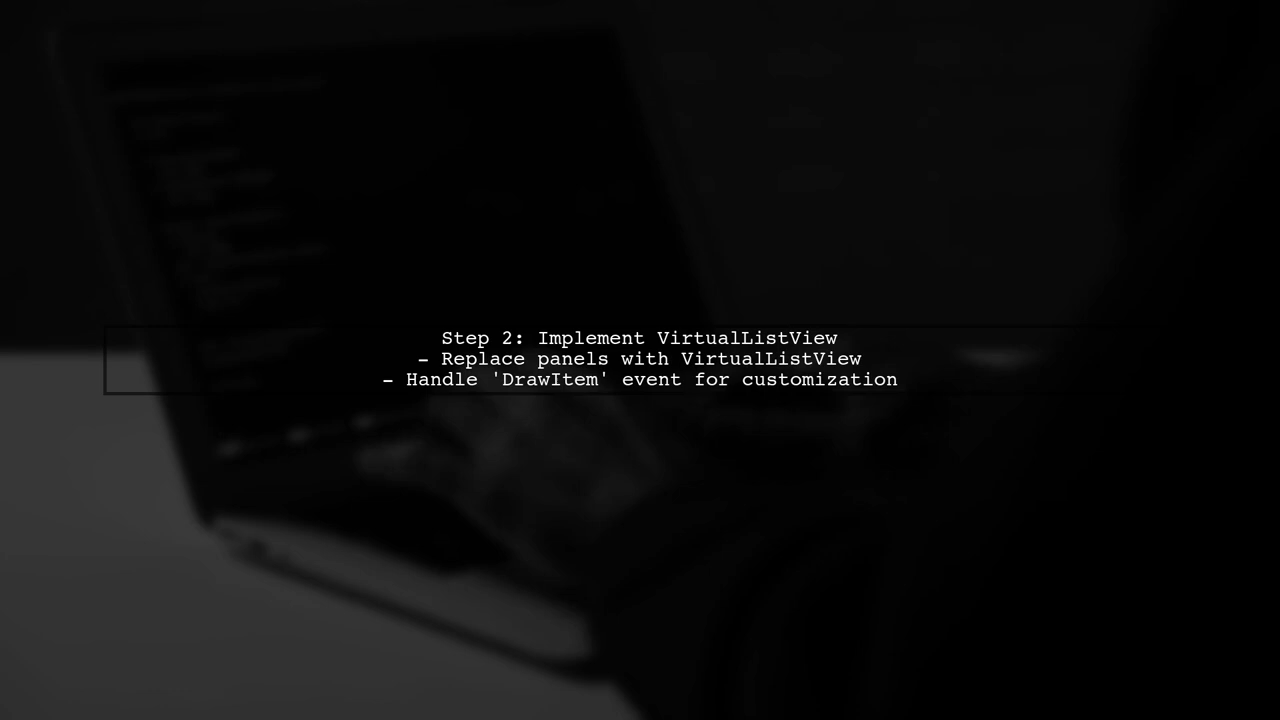 Step 2: Implement VirtualListView
– Replace panels with VirtualListView
– Handle 'DrawItem' event for customization